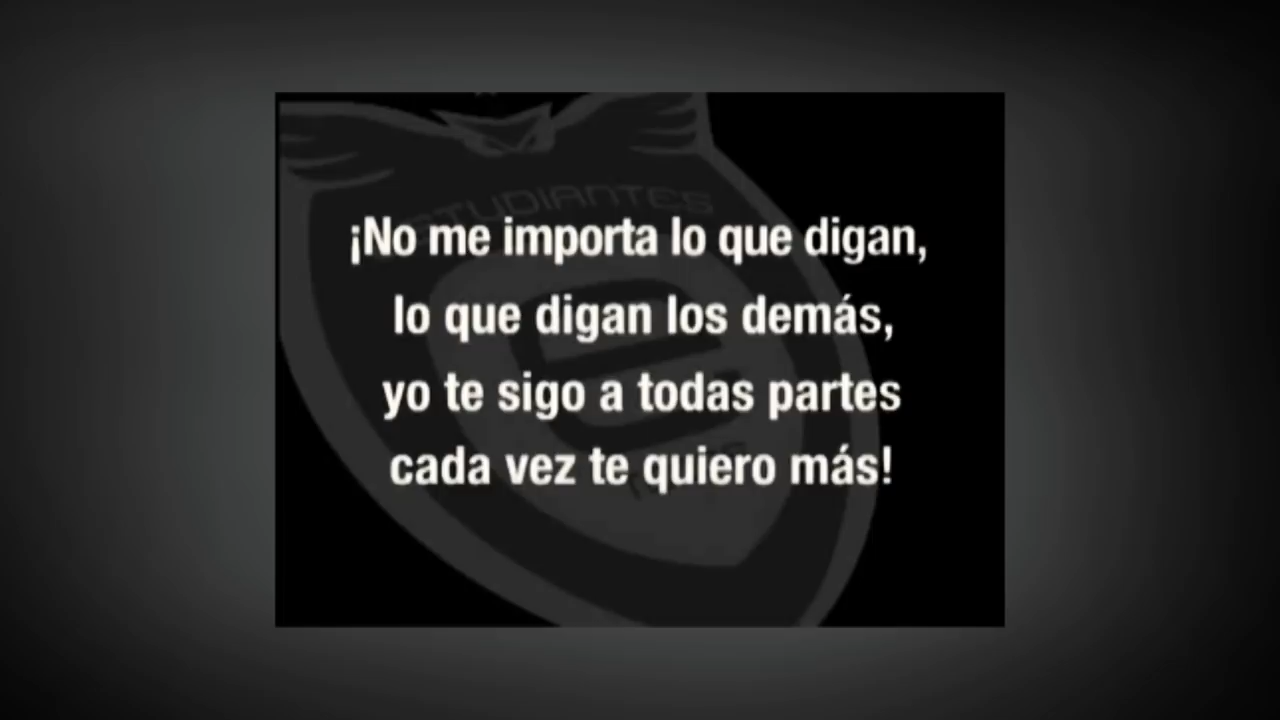 ESTUDIANTES
¡No me importa lo que digan,
lo que digan los demás,
yo te sigo a todas partes
cada vez te quiero más!